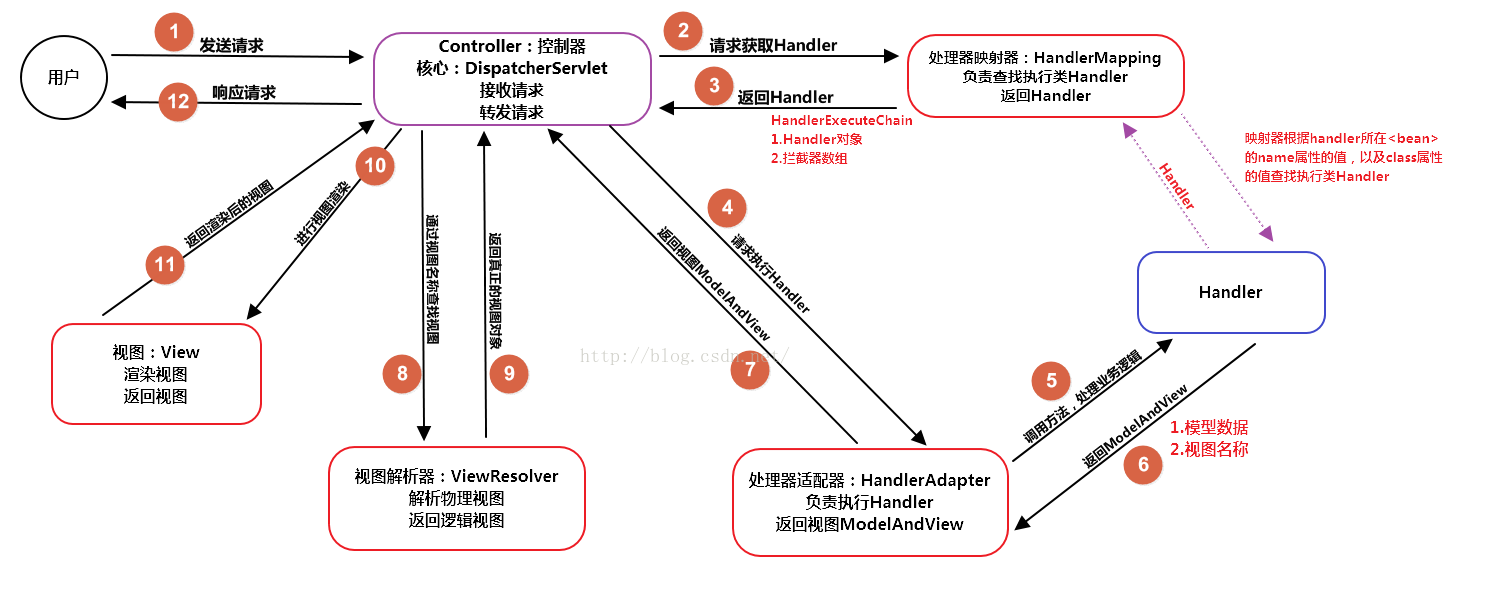 1
发送请求
用户
12
响应请求
Controller：控制器
核心：DispatcherServlet
接收请求
转发请求
2
请求获取Handler
3
返回Handler
HandlerExecuteChain
1.Handler对象
2.拦截器数组
处理器映射器：HandlerMapping
负责查找执行类Handler
返回Handler
映射器根据handler所在<bean>
的name属性的值，以及class属性
的值查找执行类Handler
Handler
Handler
10
进行视图渲染
11
返回渲染后的视图
视图：View
渲染视图
返回视图
8
通过视图名称查找视图
9
返回真正的视图对象
视图解析器：ViewResolver
解析物理视图
返回逻辑视图
4
请求执行Handler
7
返回视图ModelAndView
http://blog.csdn.net/
处理器适配器：HandlerAdapter
负责执行Handler
返回视图ModelAndView
5
调用方法，处理业务逻辑
6
返回ModelAndView
1.模型数据
2.视图名称